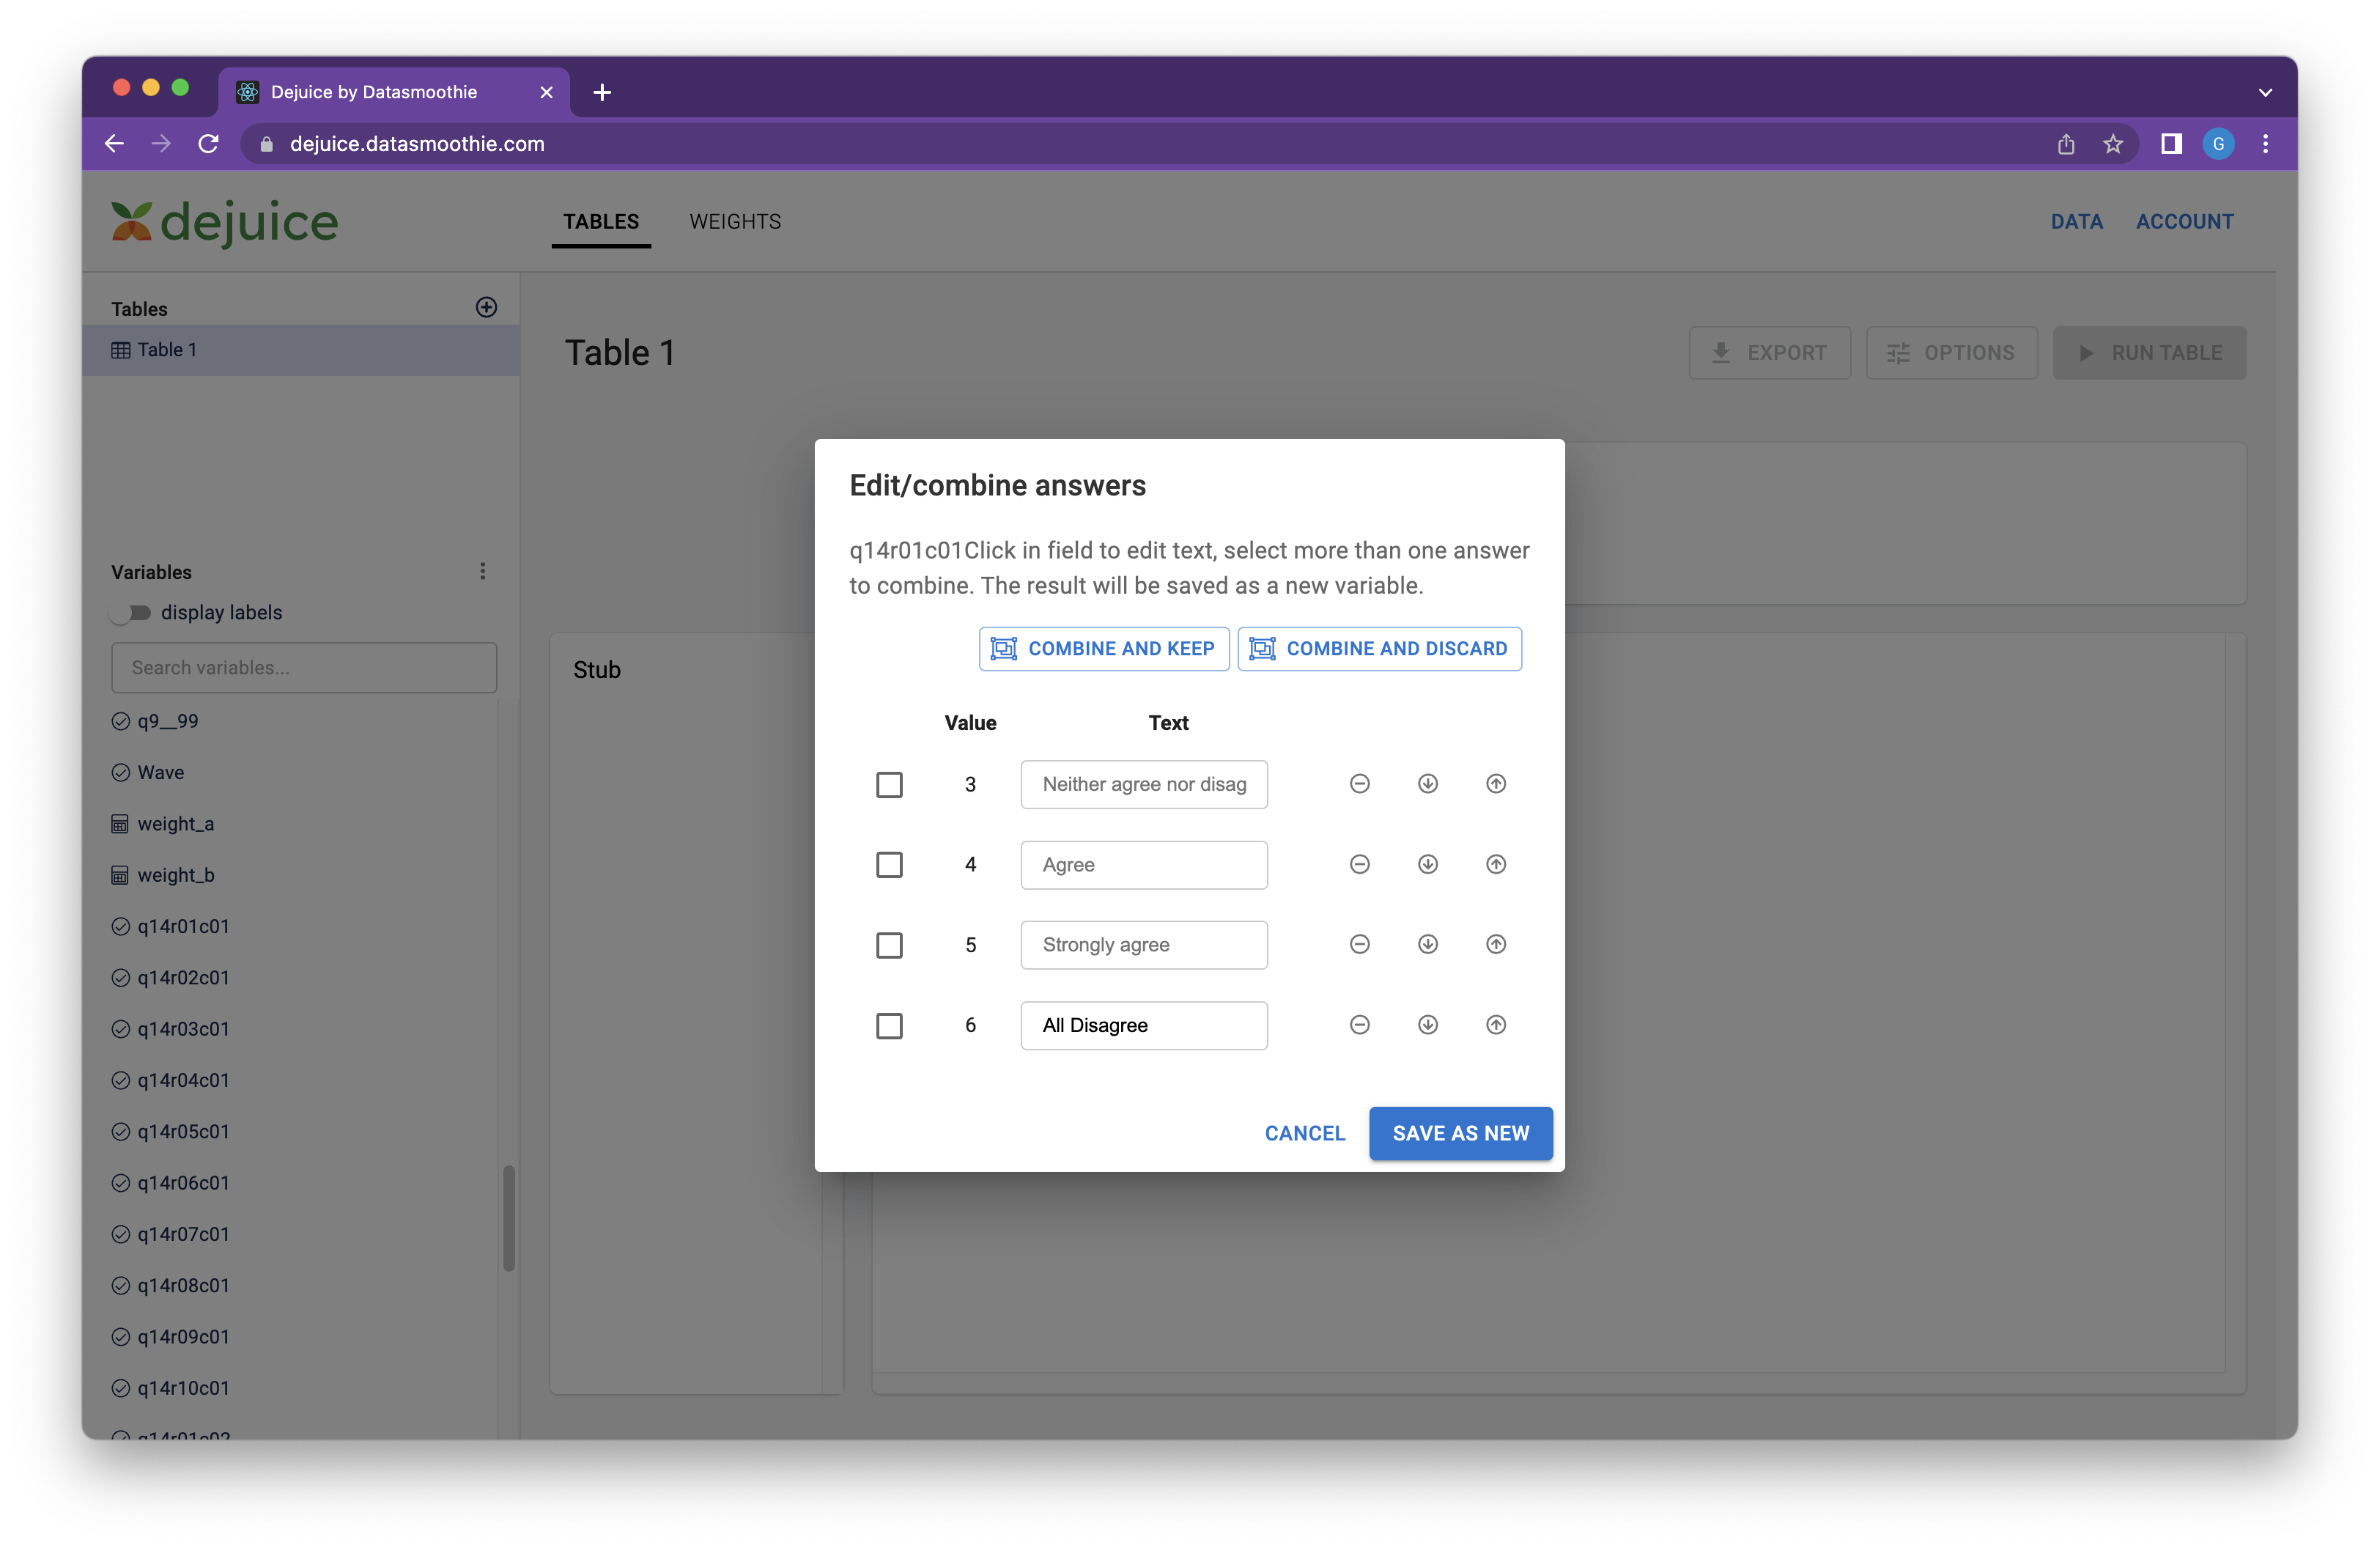 Dejuice by Datasmoothie
dejuice.datasmoothie.com
G
dejuice
TABLES
WEIGHTS
DATA
ACCOUNT
Tables
Table 1
Table 1
EXPORT
OPTIONS
RUN TABLE
Variables
display labels
Search variables...
q9__99
Wave
weight_a
weight_b
q14r01c01
q14r02c01
q14r03c01
q14r04c01
q14r05c01
q14r06c01
q14r07c01
q14r08c01
q14r09c01
q14r10c01
q14r01c02
Stub
Edit/combine answers
q14r01c01Click in field to edit text, select more than one answer
to combine. The result will be saved as a new variable.
COMBINE AND KEEP
COMBINE AND DISCARD
Value Text
3 Neither agree nor disag
4 Agree
5 Strongly agree
6 All Disagree
CANCEL
SAVE AS NEW